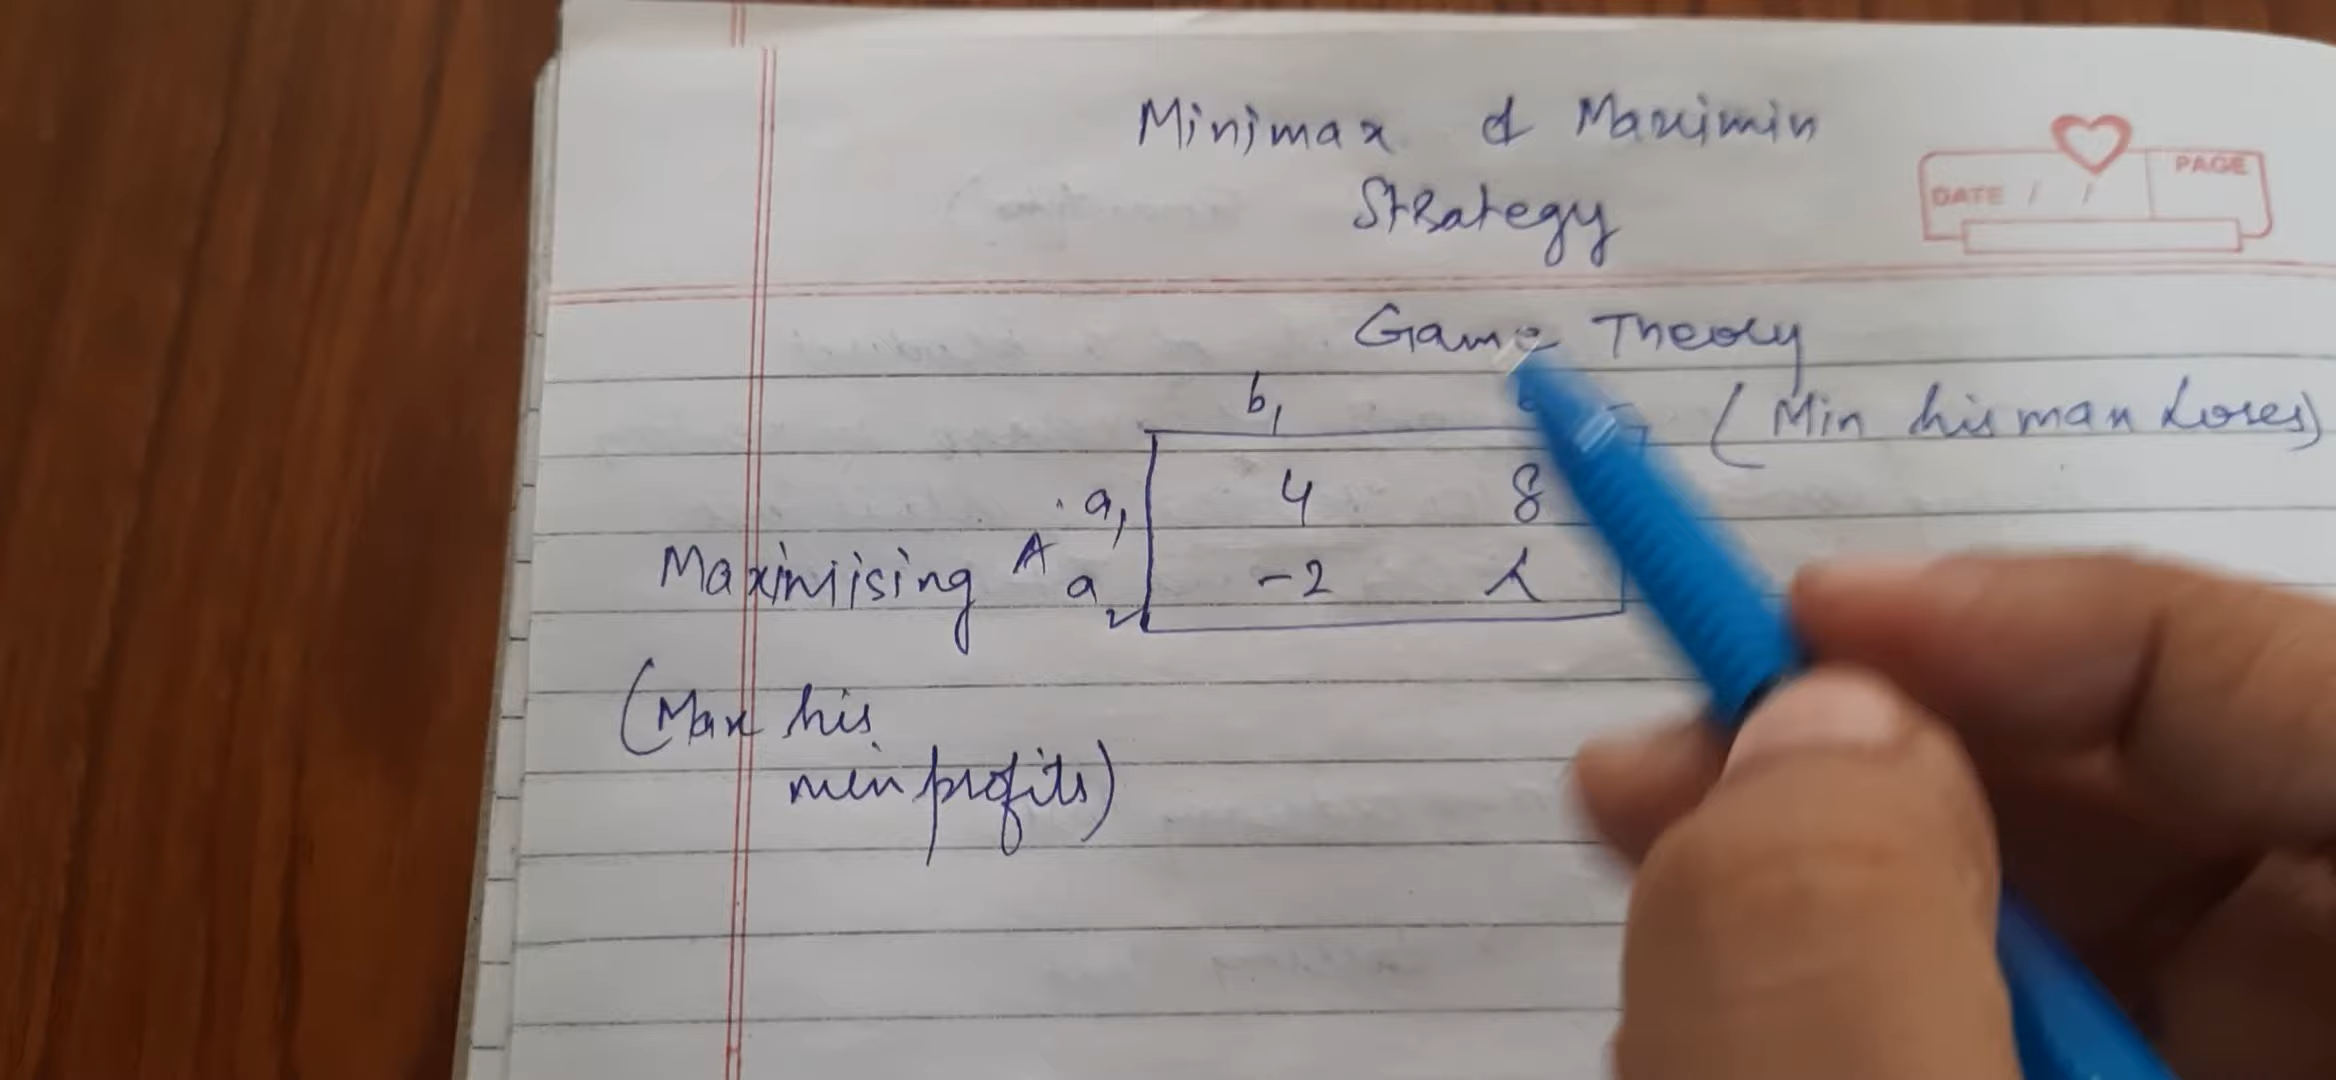 Minimax & Maximin
Strategy
DATE / / PAGE
Game Theory
b1
(Min his max Loses)
a1 4 8
Maximising A a2 -2 λ
(Max his
min profits)